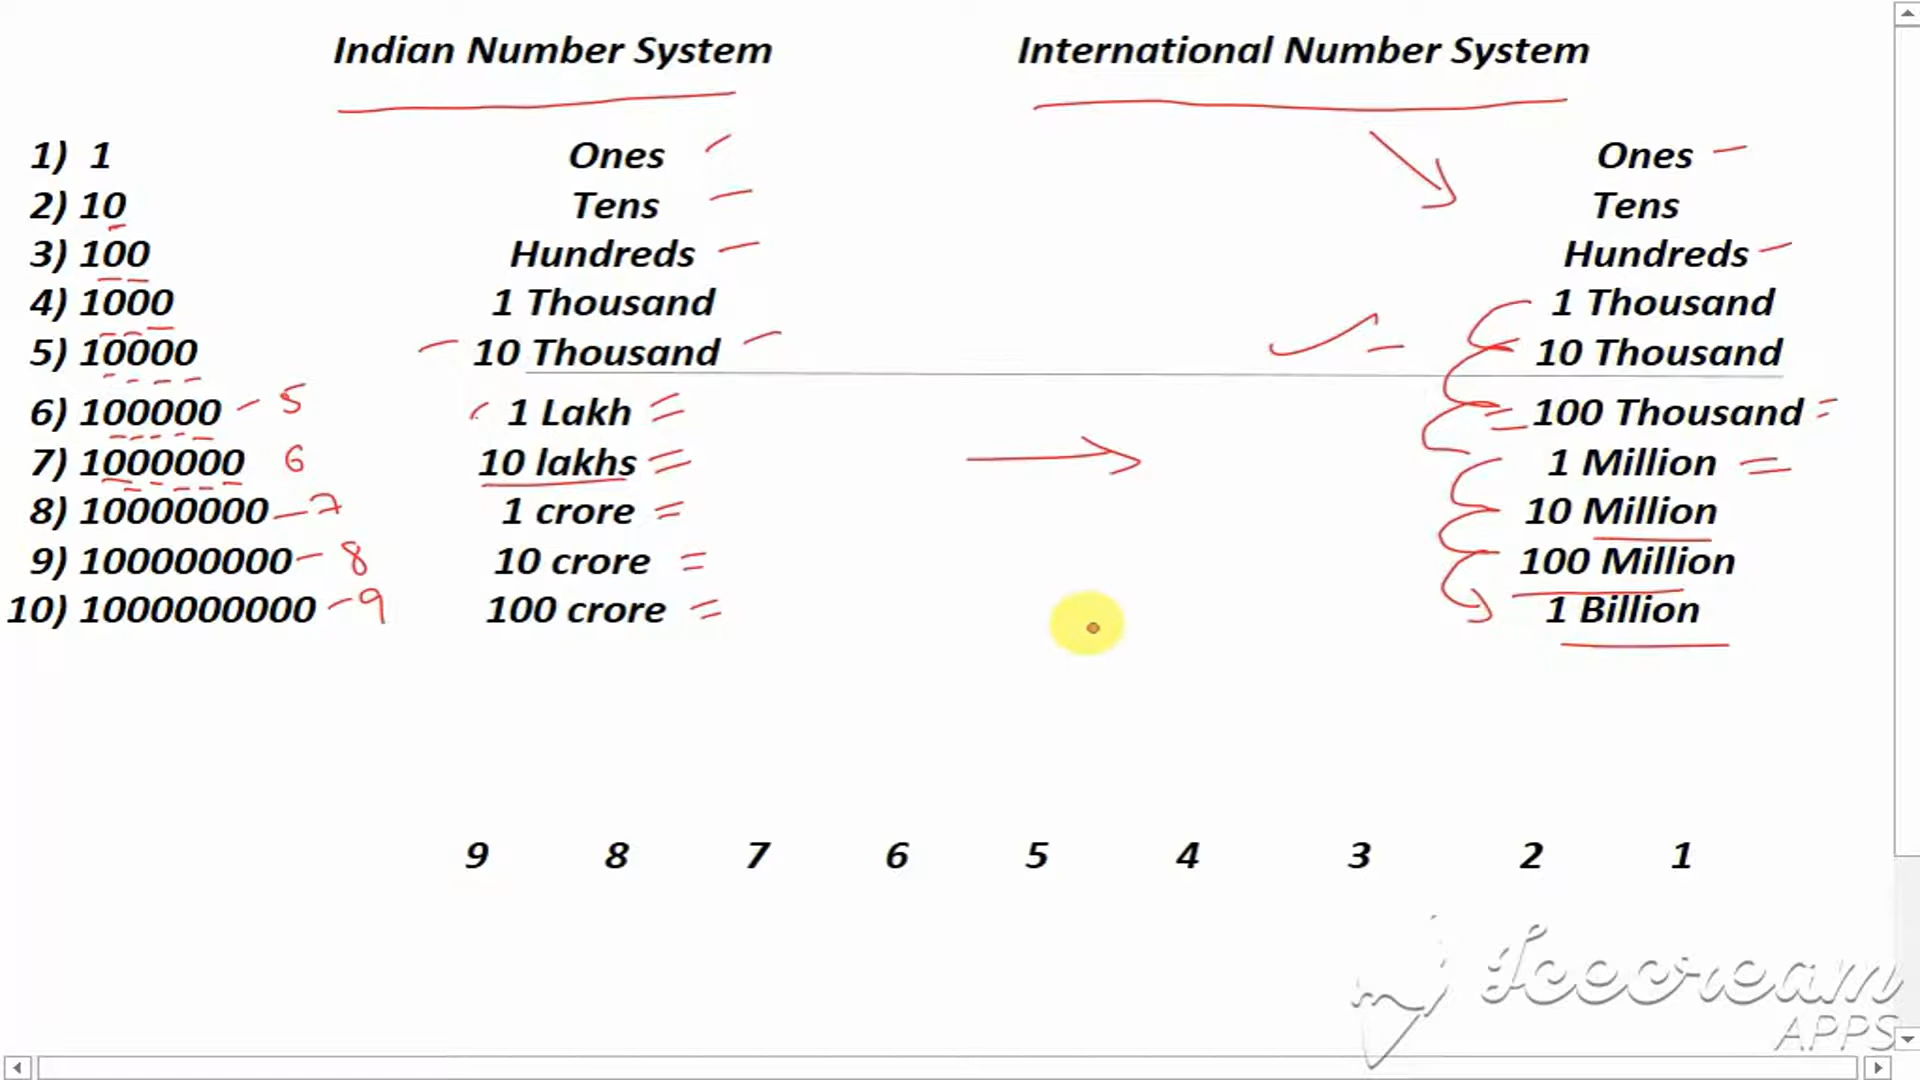 Indian Number System International Number System
1) 1 Ones Ones
2) 10 Tens Tens
3) 100 Hundreds Hundreds
4) 1000 1 Thousand 1 Thousand
5) 10000 10 Thousand 10 Thousand
6) 100000 - 5 1 Lakh 100 Thousand
7) 1000000 6 10 lakhs 1 Million
8) 10000000 - 7 1 crore 10 Million
9) 100000000 - 8 10 crore 100 Million
10) 1000000000 - 9 100 crore 1 Billion
9 8 7 6 5 4 3 2 1
Icecream
APPS